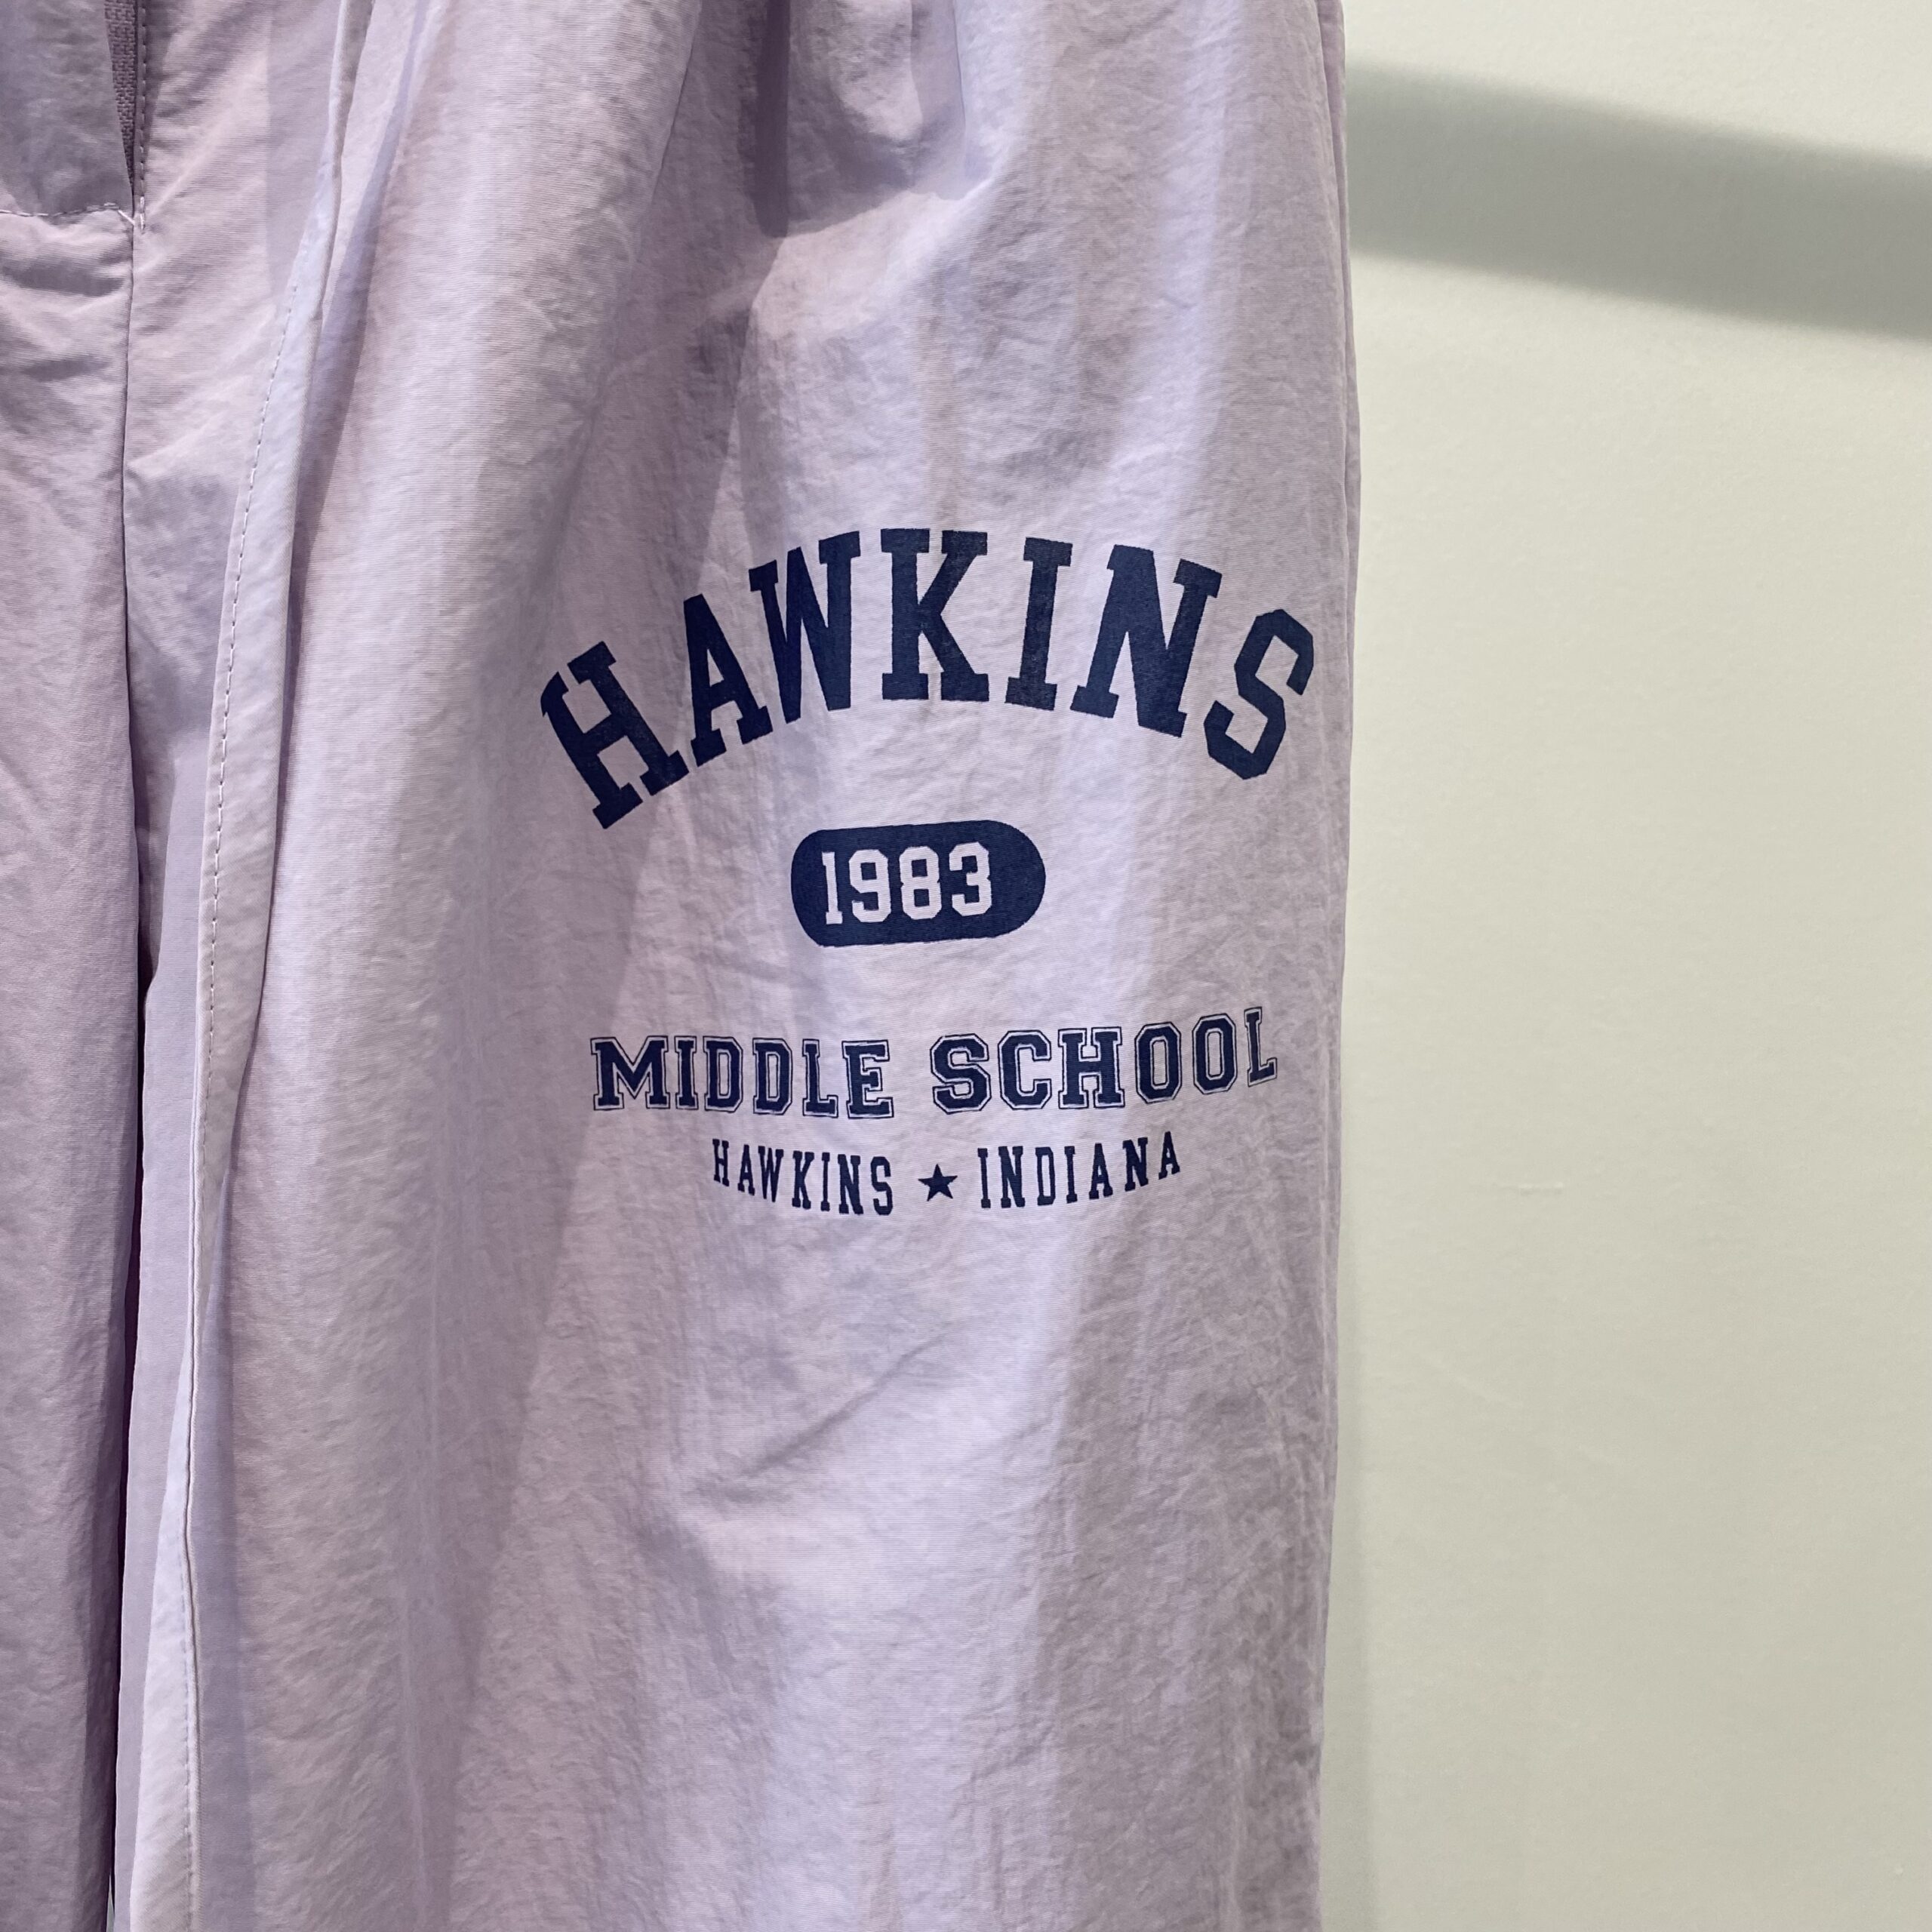 HAWKINS
1983
MIDDLE SCHOOL
HAWKINS ★ INDIANA